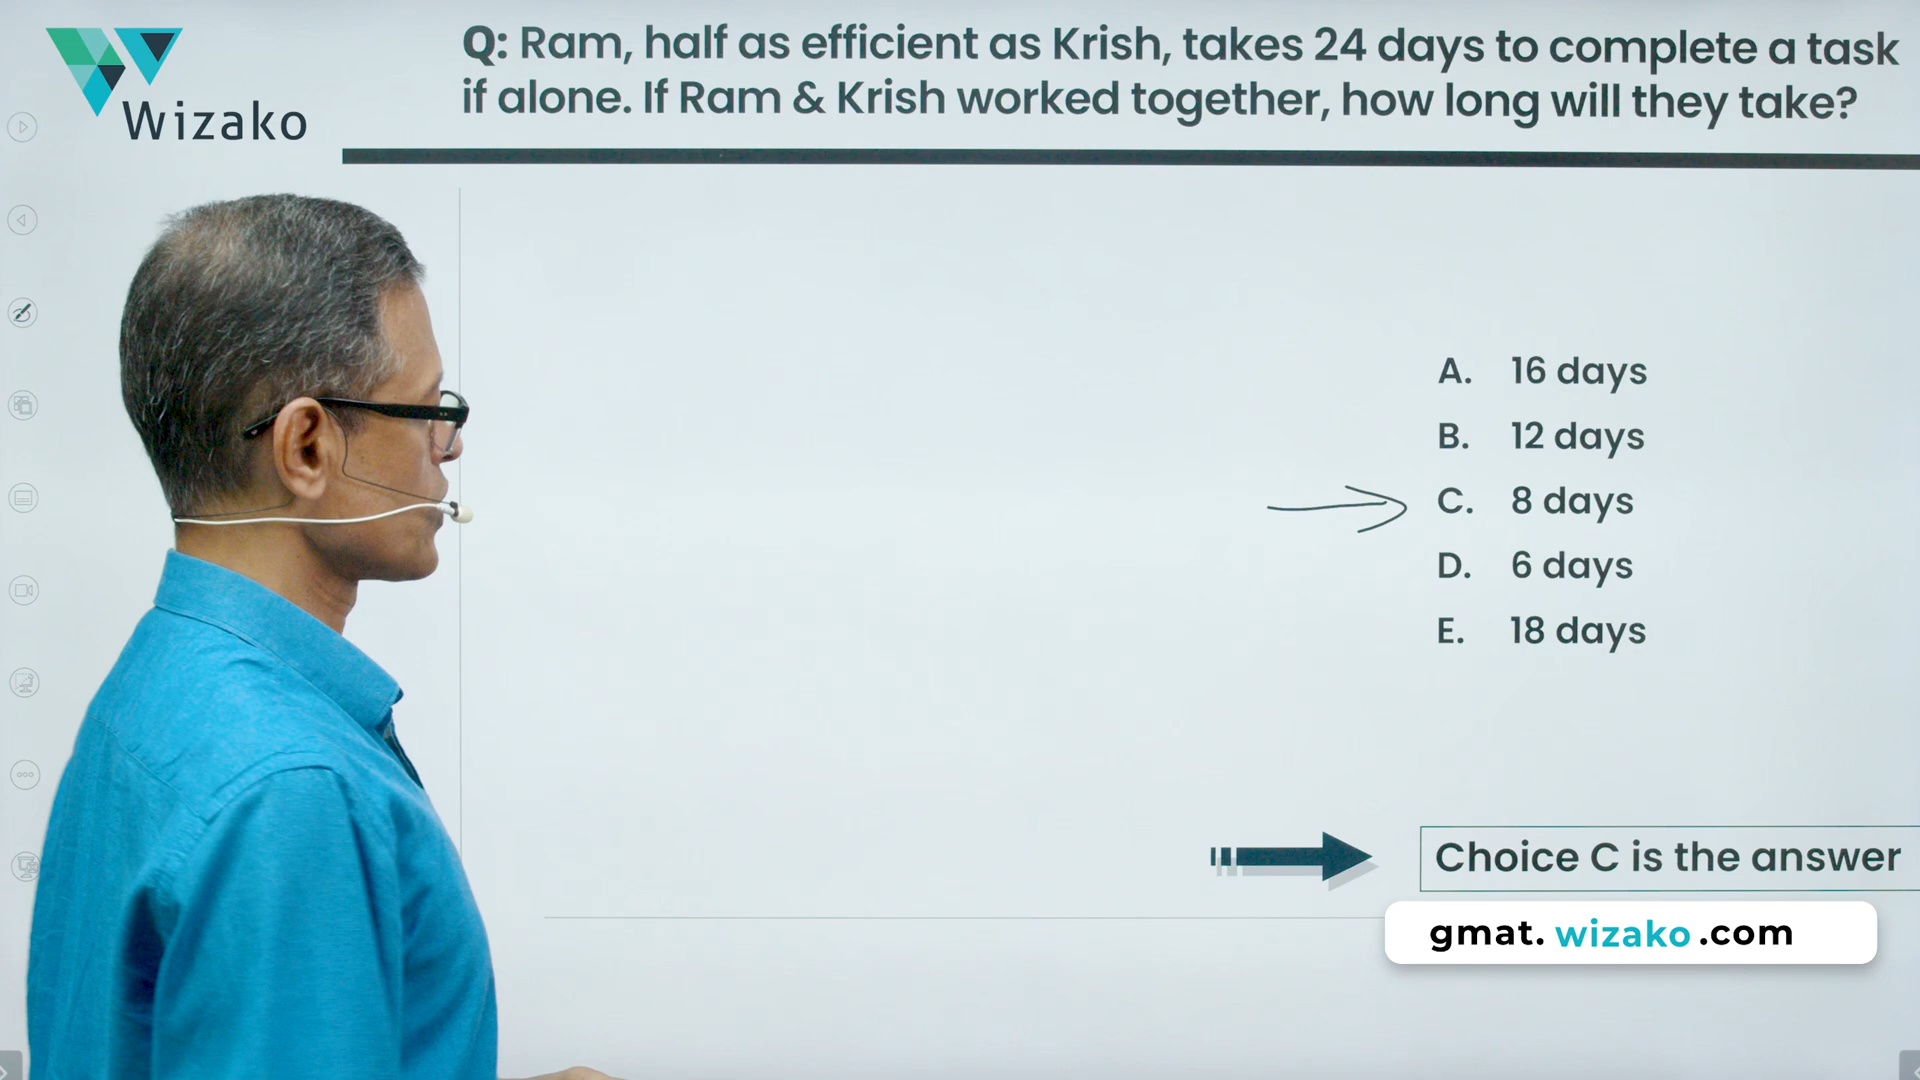 Wizako
Q: Ram, half as efficient as Krish, takes 24 days to complete a task
if alone. If Ram & Krish worked together, how long will they take?
A. 16 days
B. 12 days
C. 8 days
D. 6 days
E. 18 days
Choice C is the answer
gmat.wizako.com